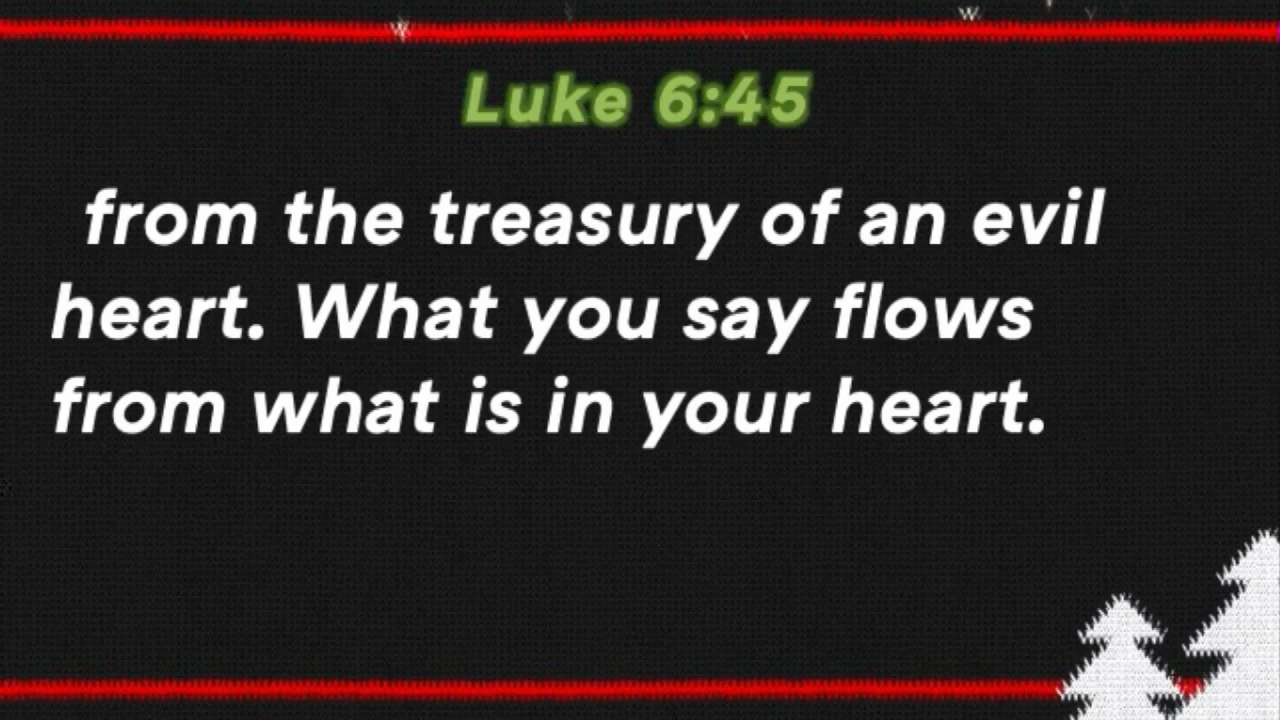 Luke 6:45
from the treasury of an evil
heart. What you say flows
from what is in your heart.